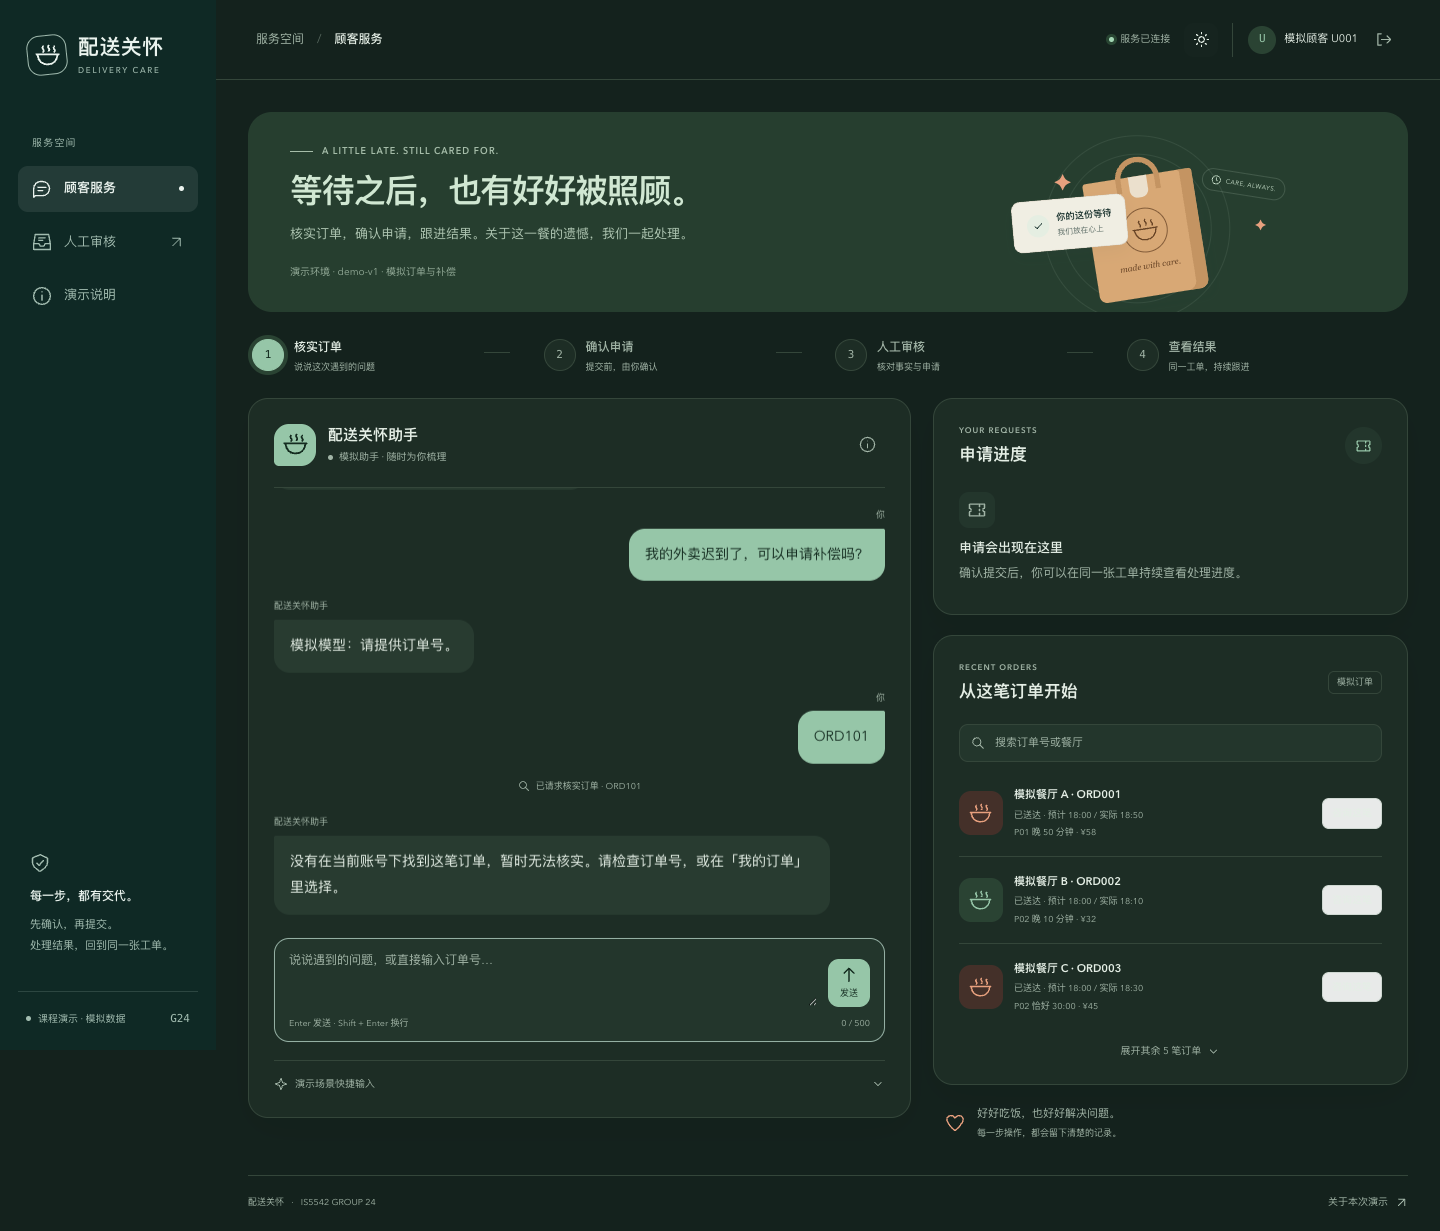 配送关怀
DELIVERY CARE
服务空间
顾客服务
人工审核
演示说明
每一步，都有交代。
先确认，再提交。
处理结果，回到同一张工单。
课程演示 · 模拟数据
G24
服务空间 / 顾客服务
服务已连接
U
模拟顾客 U001
A LITTLE LATE. STILL CARED FOR.
等待之后，也有好好被照顾。
核实订单，确认申请，跟进结果。关于这一餐的遗憾，我们一起处理。
演示环境 · demo-v1 · 模拟订单与补偿
CARE, ALWAYS.
你的这份等待
我们放在心上
made with care.
1
核实订单
说说这次遇到的问题
2
确认申请
提交前，由你确认
3
人工审核
核对事实与申请
4
查看结果
同一工单，持续跟进
配送关怀助手
模拟助手 · 随时为你梳理
你
我的外卖迟到了，可以申请补偿吗？
配送关怀助手
模拟模型：请提供订单号。
你
ORD101
已请求核实订单 · ORD101
配送关怀助手
没有在当前账号下找到这笔订单，暂时无法核实。请检查订单号，或在「我的订单」
里选择。
说说遇到的问题，或直接输入订单号…
发送
Enter 发送 · Shift + Enter 换行
0 / 500
演示场景快捷输入
YOUR REQUESTS
申请进度
申请会出现在这里
确认提交后，你可以在同一张工单持续查看处理进度。
RECENT ORDERS
从这笔订单开始
模拟订单
搜索订单号或餐厅
模拟餐厅 A · ORD001
已送达 · 预计 18:00 / 实际 18:50
P01 晚 50 分钟 · ¥58
模拟餐厅 B · ORD002
已送达 · 预计 18:00 / 实际 18:10
P02 晚 10 分钟 · ¥32
模拟餐厅 C · ORD003
已送达 · 预计 18:00 / 实际 18:30
P02 恰好 30:00 · ¥45
展开其余 5 笔订单
好好吃饭，也好好解决问题。
每一步操作，都会留下清楚的记录。
配送关怀 · IS5542 GROUP 24
关于本次演示